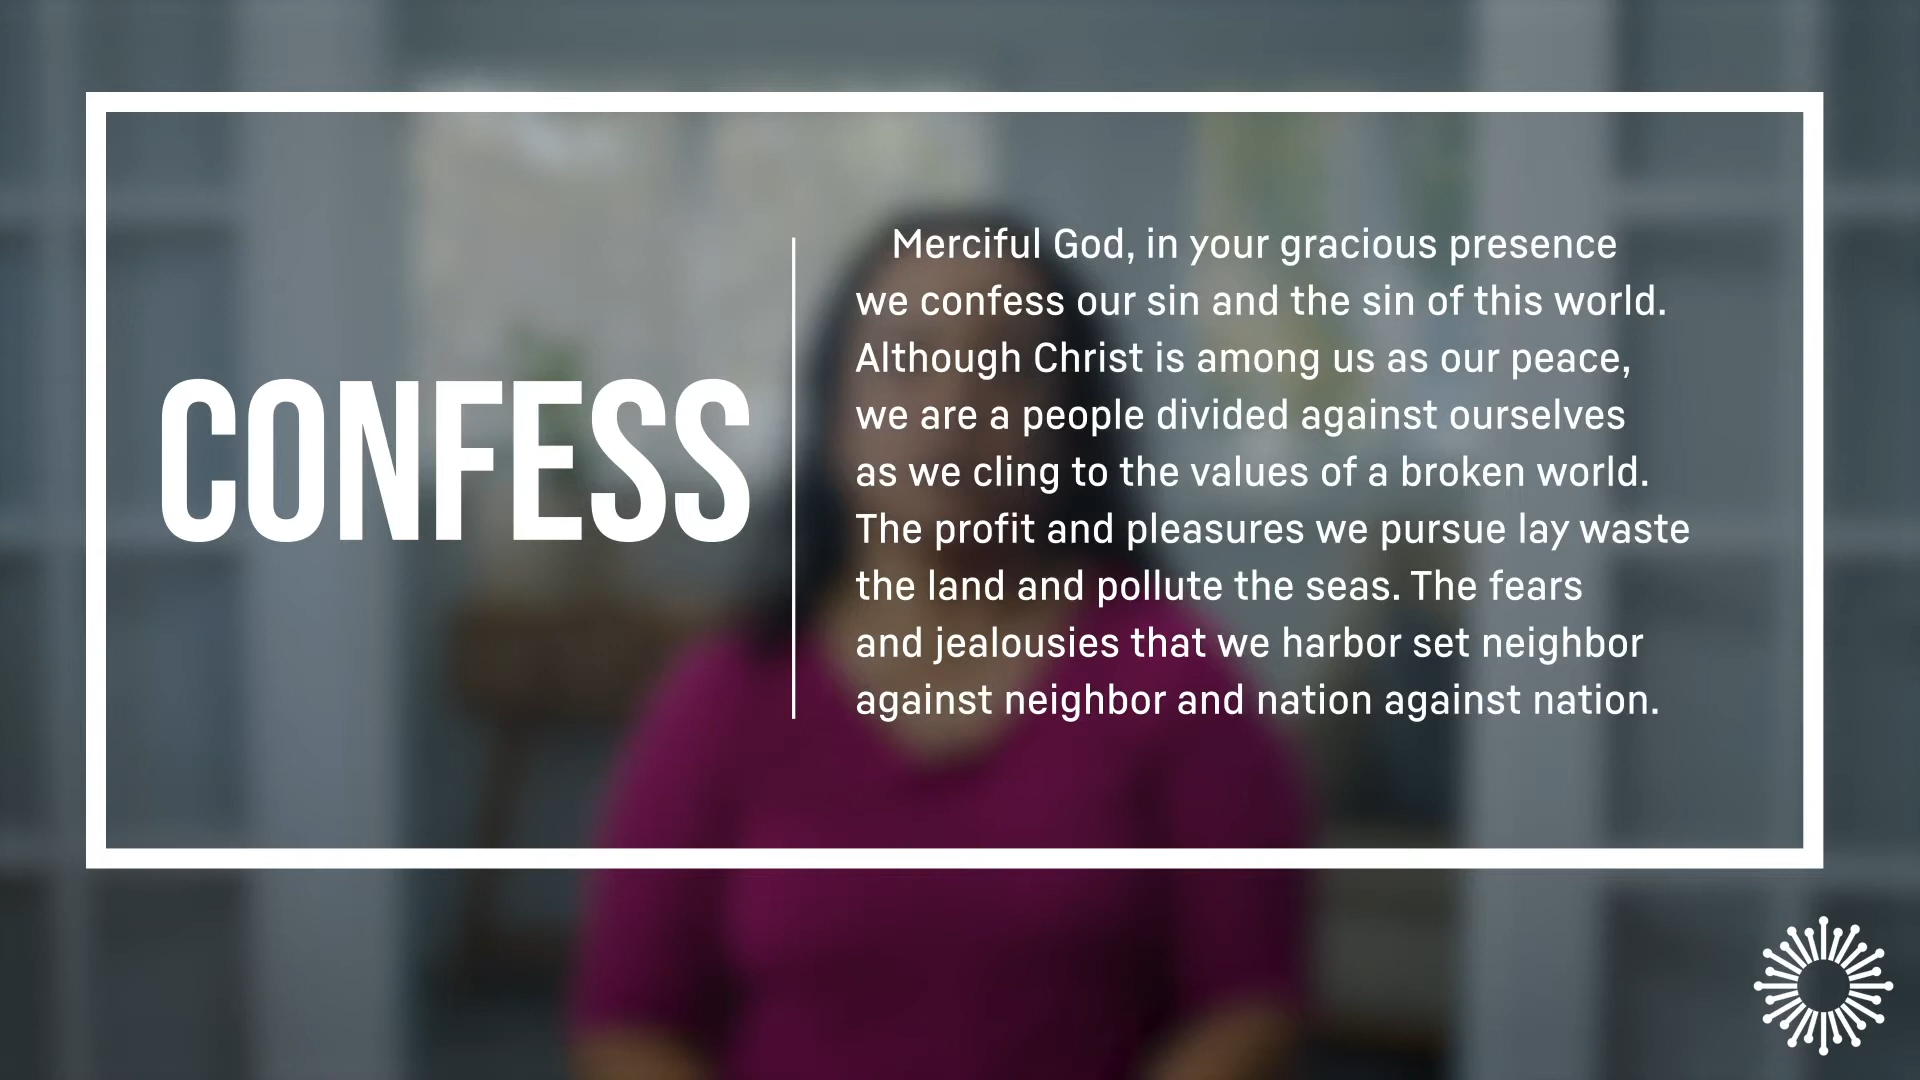 CONFESS
Merciful God, in your gracious presence
we confess our sin and the sin of this world.
Although Christ is among us as our peace,
we are a people divided against ourselves
as we cling to the values of a broken world.
The profit and pleasures we pursue lay waste
the land and pollute the seas. The fears
and jealousies that we harbor set neighbor
against neighbor and nation against nation.